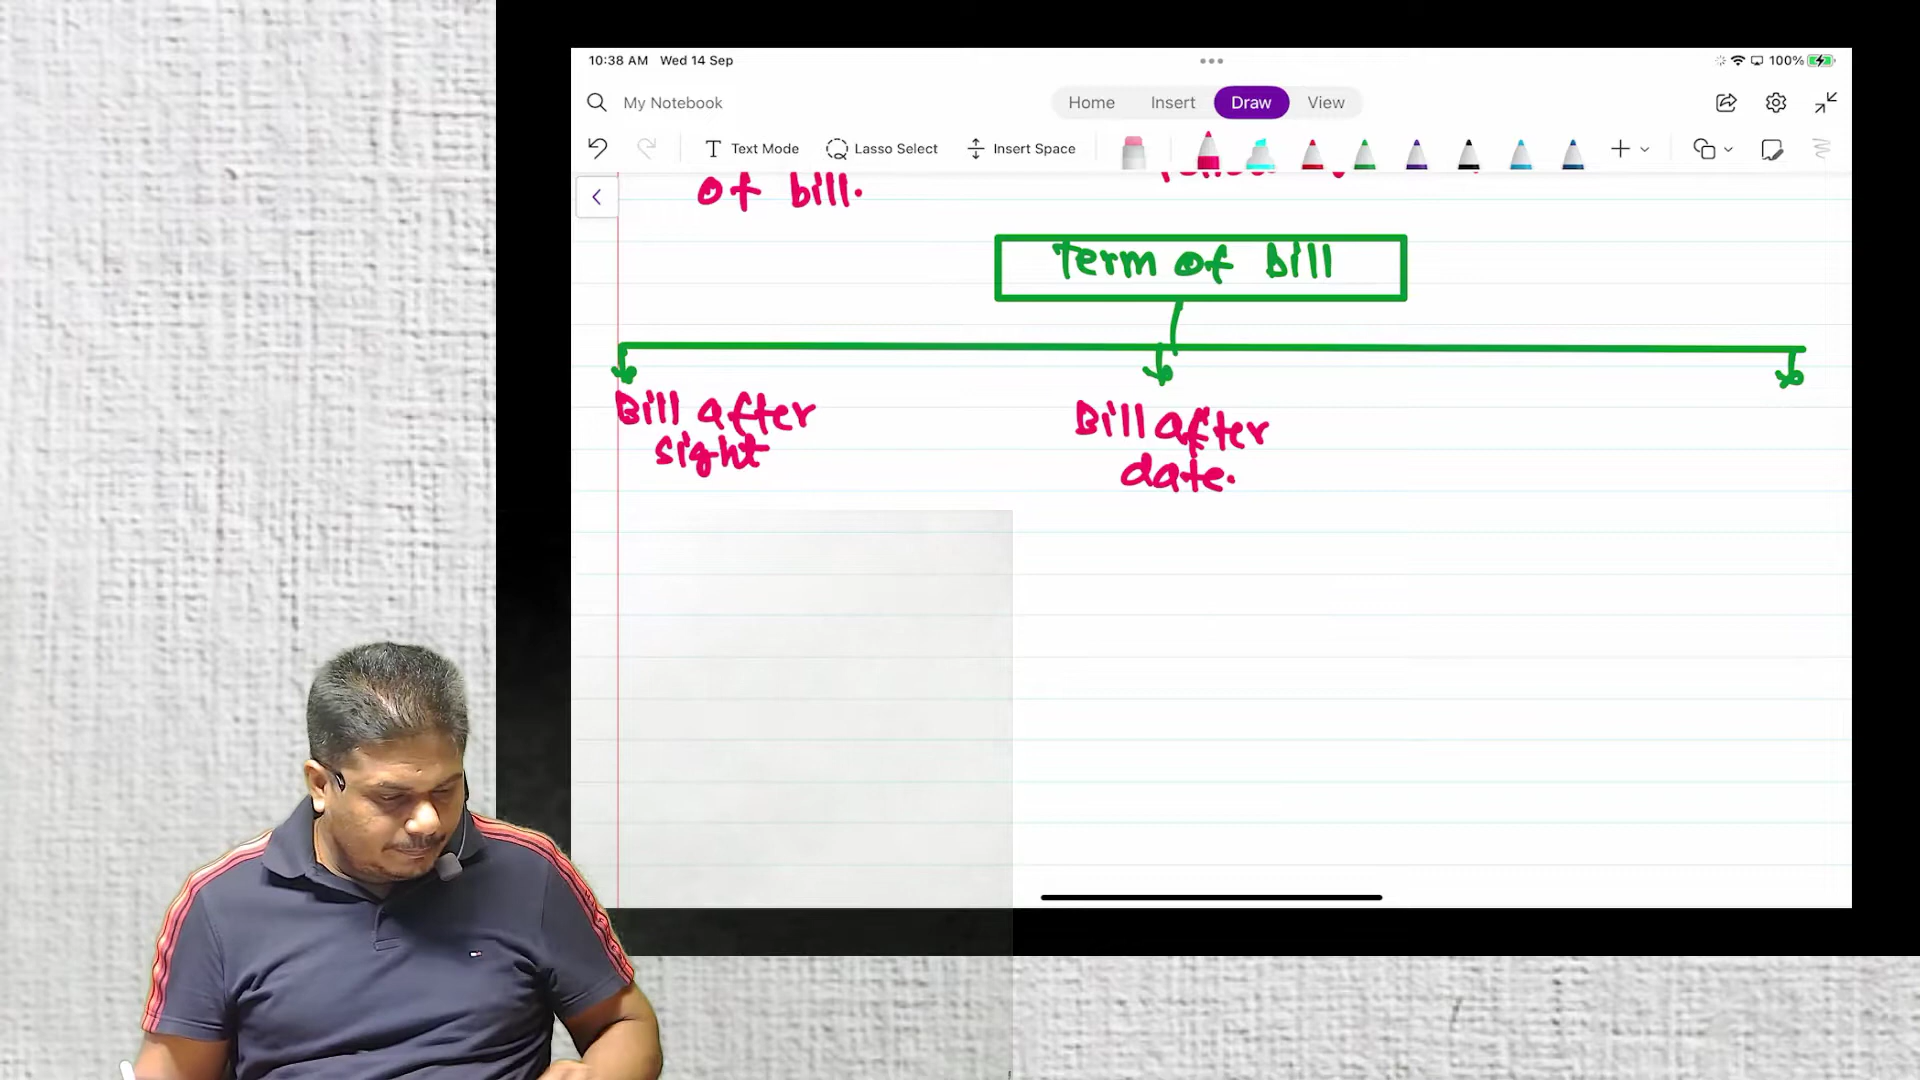 10:38 AM Wed 14 Sep
100%
My Notebook
Home Insert Draw View
Text Mode Lasso Select Insert Space
of bill.
Term of bill
Bill after
sight
Bill after
date.